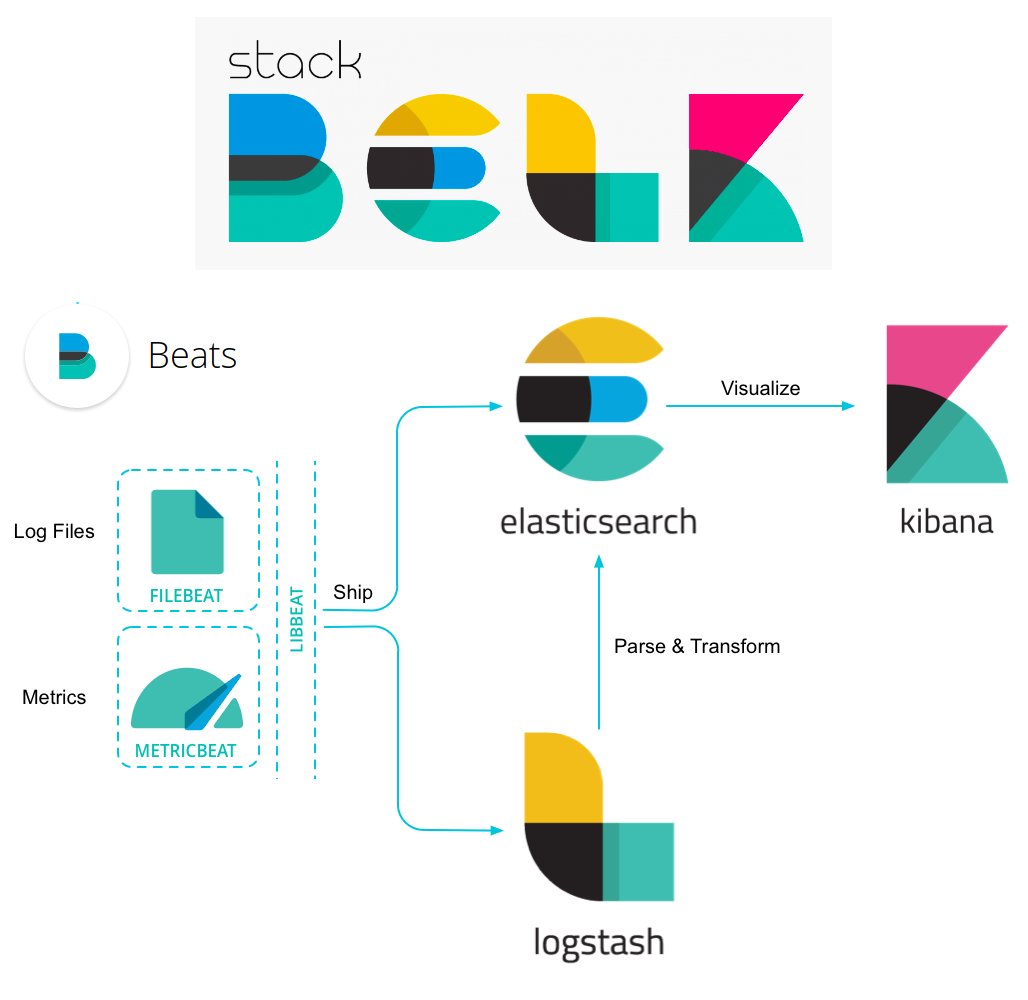 stack
BELK
Beats
Log Files
FILEBEAT
Metrics
METRICBEAT
LIBBEAT
Ship
elasticsearch
Visualize
kibana
Parse & Transform
logstash